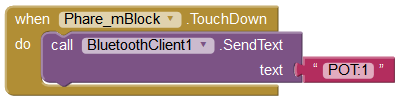 when Phare_mBlock .TouchDown
do call BluetoothClient1 .SendText
text " POT:1 "